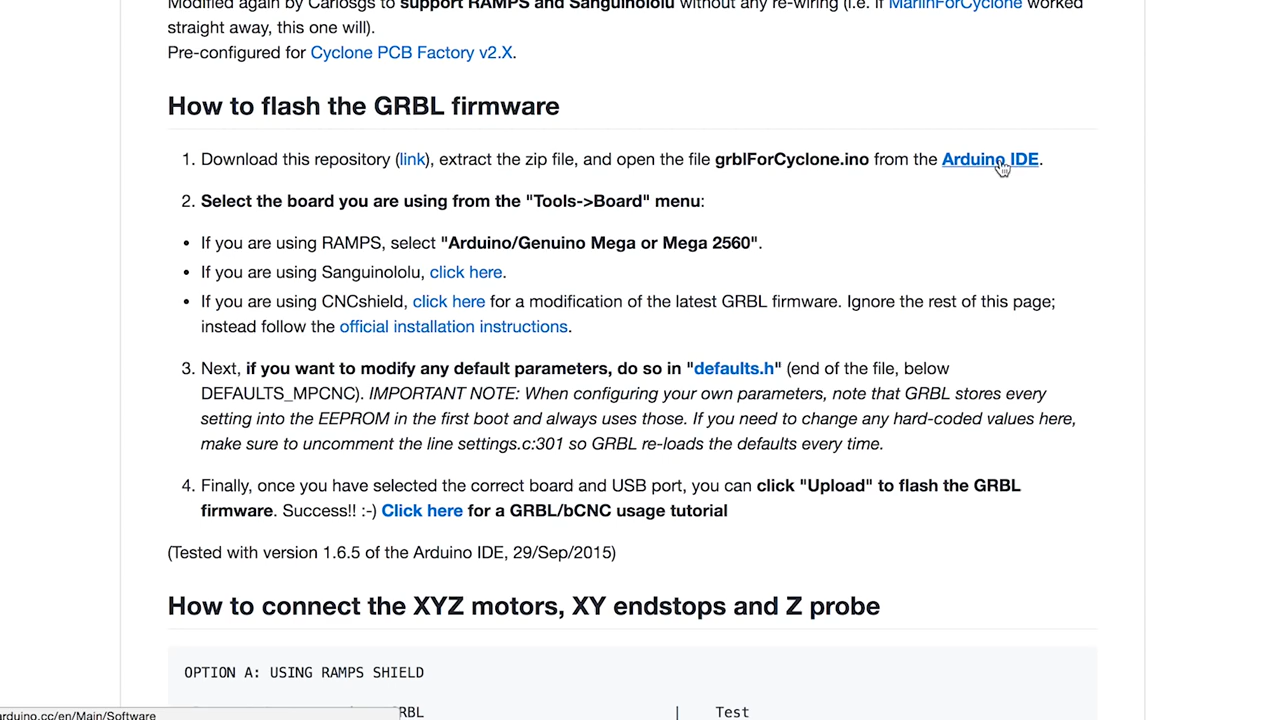 Modified again by Carlosgs to support RAMPS and Sanguinololu without any re-wiring (i.e. if MarlinForCyclone worked
straight away, this one will).
Pre-configured for Cyclone PCB Factory v2.X.
How to flash the GRBL firmware
1. Download this repository (link), extract the zip file, and open the file grblForCyclone.ino from the Arduino IDE.
2. Select the board you are using from the "Tools->Board" menu:
• If you are using RAMPS, select "Arduino/Genuino Mega or Mega 2560".
• If you are using Sanguinololu, click here.
• If you are using CNCshield, click here for a modification of the latest GRBL firmware. Ignore the rest of this page;
instead follow the official installation instructions.
3. Next, if you want to modify any default parameters, do so in "defaults.h" (end of the file, below
DEFAULTS_MPCNC). IMPORTANT NOTE: When configuring your own parameters, note that GRBL stores every
setting into the EEPROM in the first boot and always uses those. If you need to change any hard-coded values here,
make sure to uncomment the line settings.c:301 so GRBL re-loads the defaults every time.
4. Finally, once you have selected the correct board and USB port, you can click "Upload" to flash the GRBL
firmware. Success!! :-) Click here for a GRBL/bCNC usage tutorial
(Tested with version 1.6.5 of the Arduino IDE, 29/Sep/2015)
How to connect the XYZ motors, XY endstops and Z probe
OPTION A: USING RAMPS SHIELD
GRBL | Test
arduino.cc/en/Main/Software